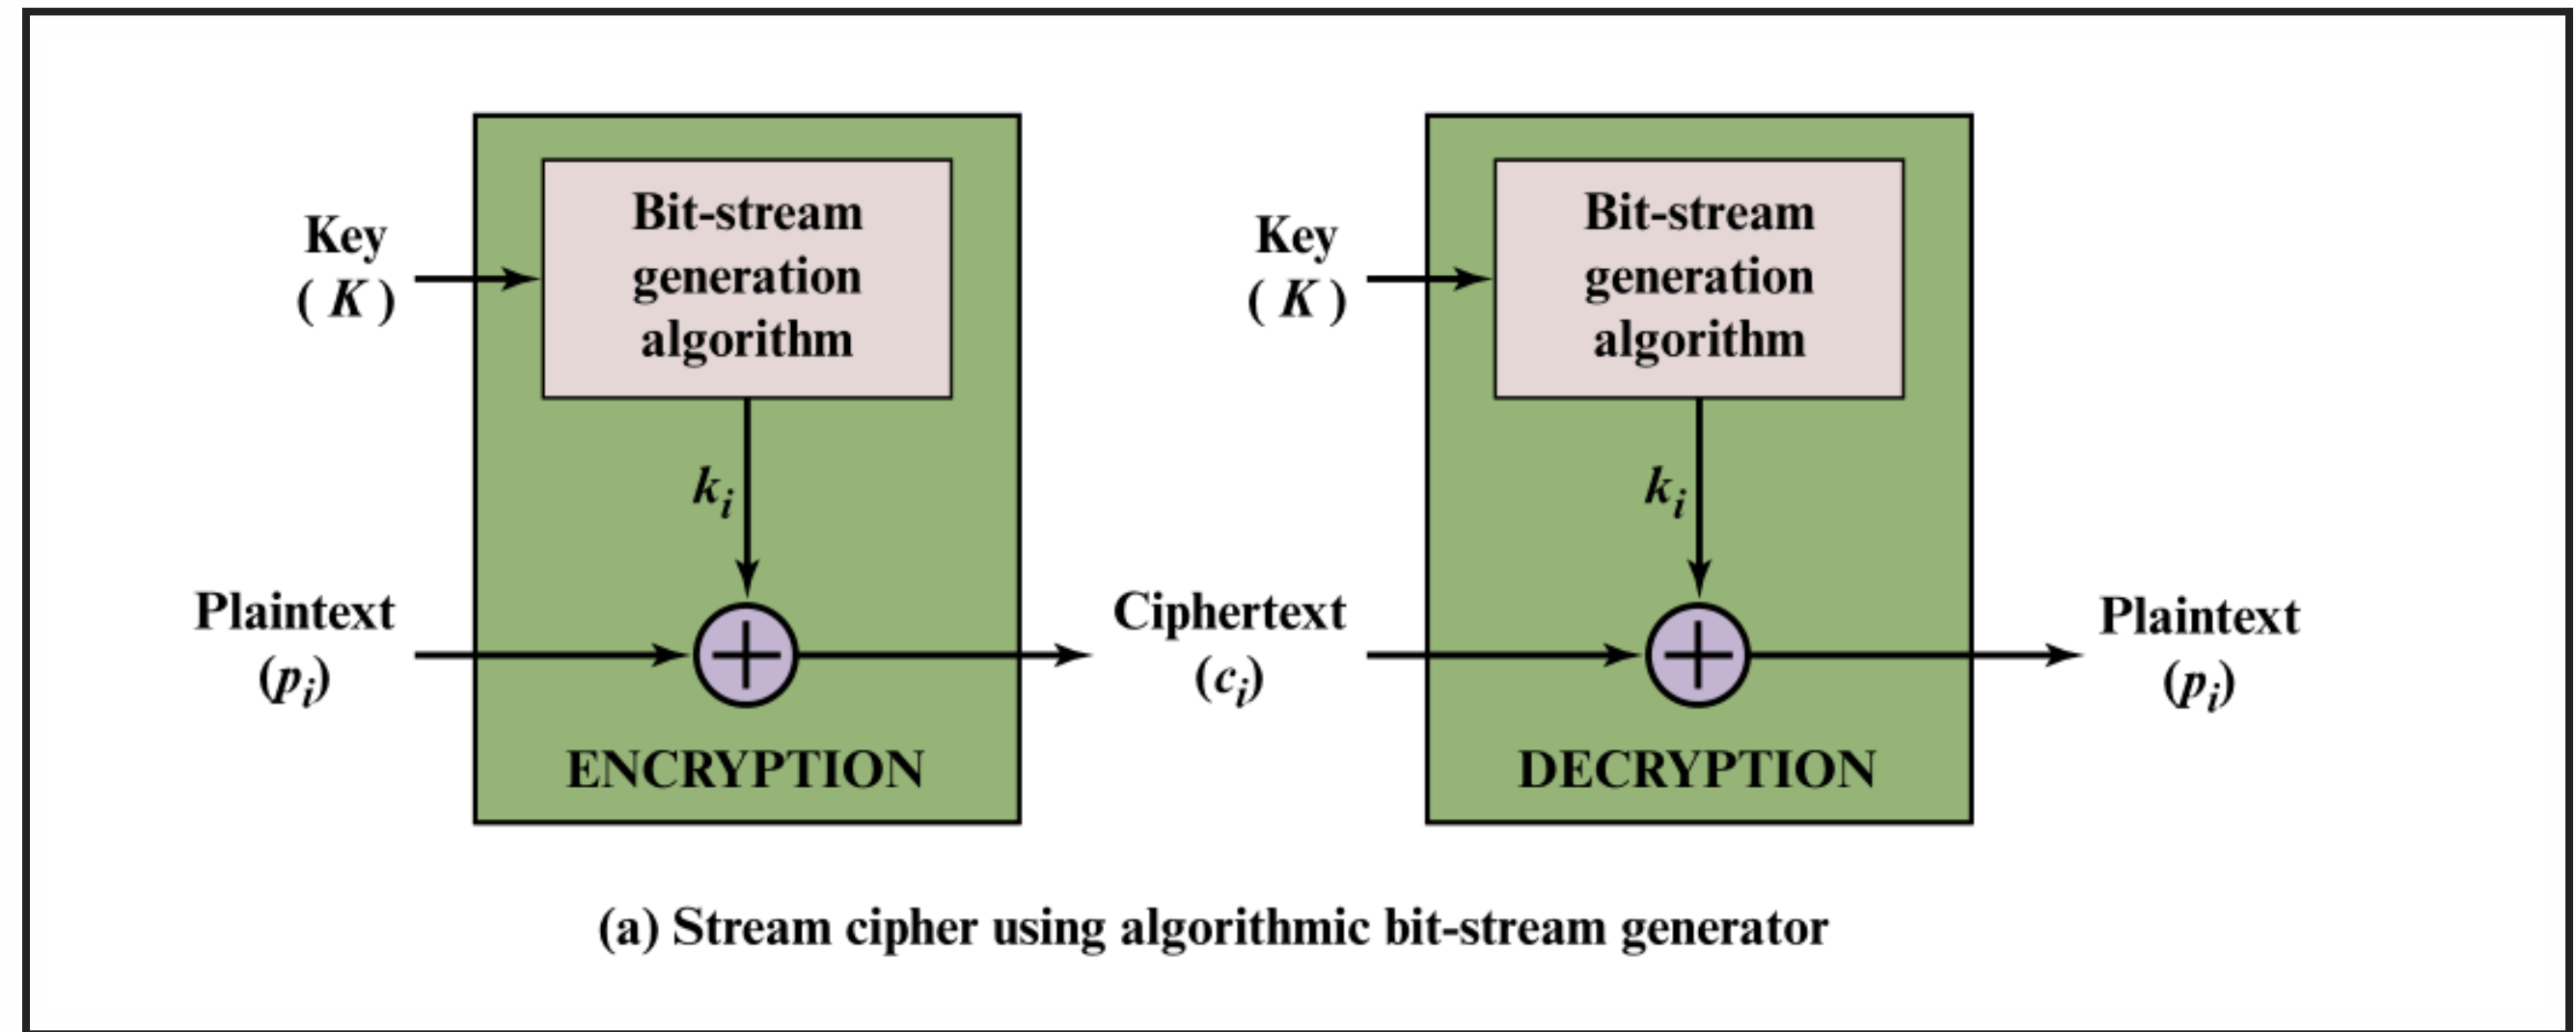 Key
( K )
Bit-stream
generation
algorithm
k_i
Plaintext
(p_i)
ENCRYPTION
Ciphertext
(c_i)
Key
( K )
Bit-stream
generation
algorithm
k_i
DECRYPTION
Plaintext
(p_i)
(a) Stream cipher using algorithmic bit-stream generator